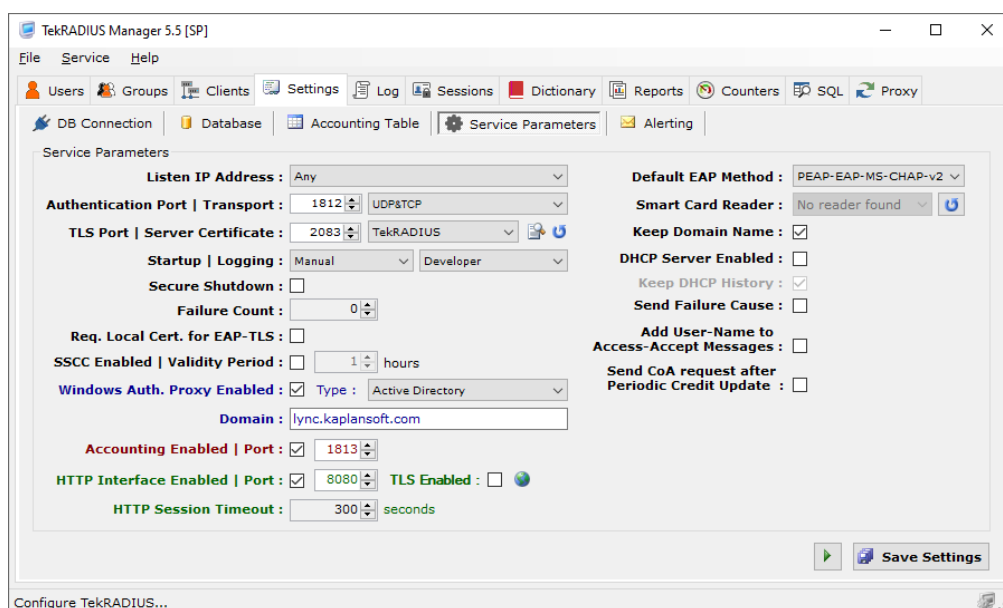 TekRADIUS Manager 5.5 [SP]
File Service Help
Users Groups Clients Settings Log Sessions Dictionary Reports Counters SQL Proxy
DB Connection Database Accounting Table Service Parameters Alerting
Service Parameters
Listen IP Address : Any
Authentication Port | Transport : 1812 UDP&TCP
TLS Port | Server Certificate : 2083 TekRADIUS
Startup | Logging : Manual Developer
Secure Shutdown :
Failure Count : 0
Req. Local Cert. for EAP-TLS :
SSCC Enabled | Validity Period : 1 hours
Windows Auth. Proxy Enabled : Type : Active Directory
Domain : lync.kaplansoft.com
Accounting Enabled | Port : 1813
HTTP Interface Enabled | Port : 8080 TLS Enabled :
HTTP Session Timeout : 300 seconds
Default EAP Method : PEAP-EAP-MS-CHAP-v2
Smart Card Reader : No reader found
Keep Domain Name :
DHCP Server Enabled :
Keep DHCP History :
Send Failure Cause :
Add User-Name to
Access-Accept Messages :
Send CoA request after
Periodic Credit Update :
Save Settings
Configure TekRADIUS...